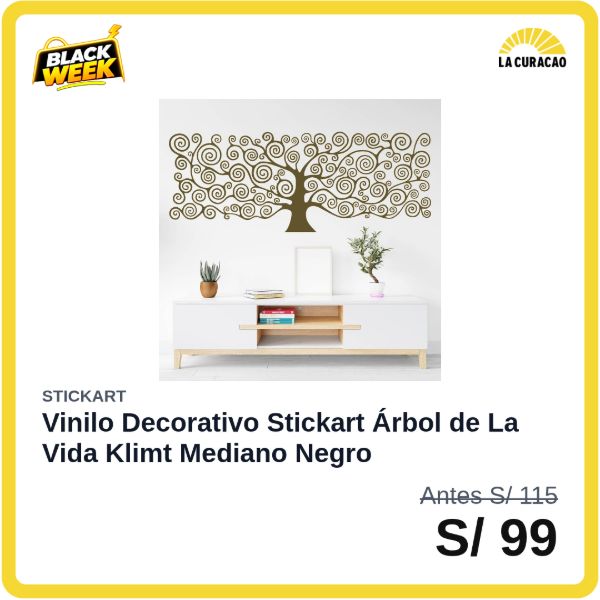 BLACK
WEEK
LA CURACAO
STICKART
Vinilo Decorativo Stickart Árbol de La
Vida Klimt Mediano Negro
Antes S/ 115
S/ 99